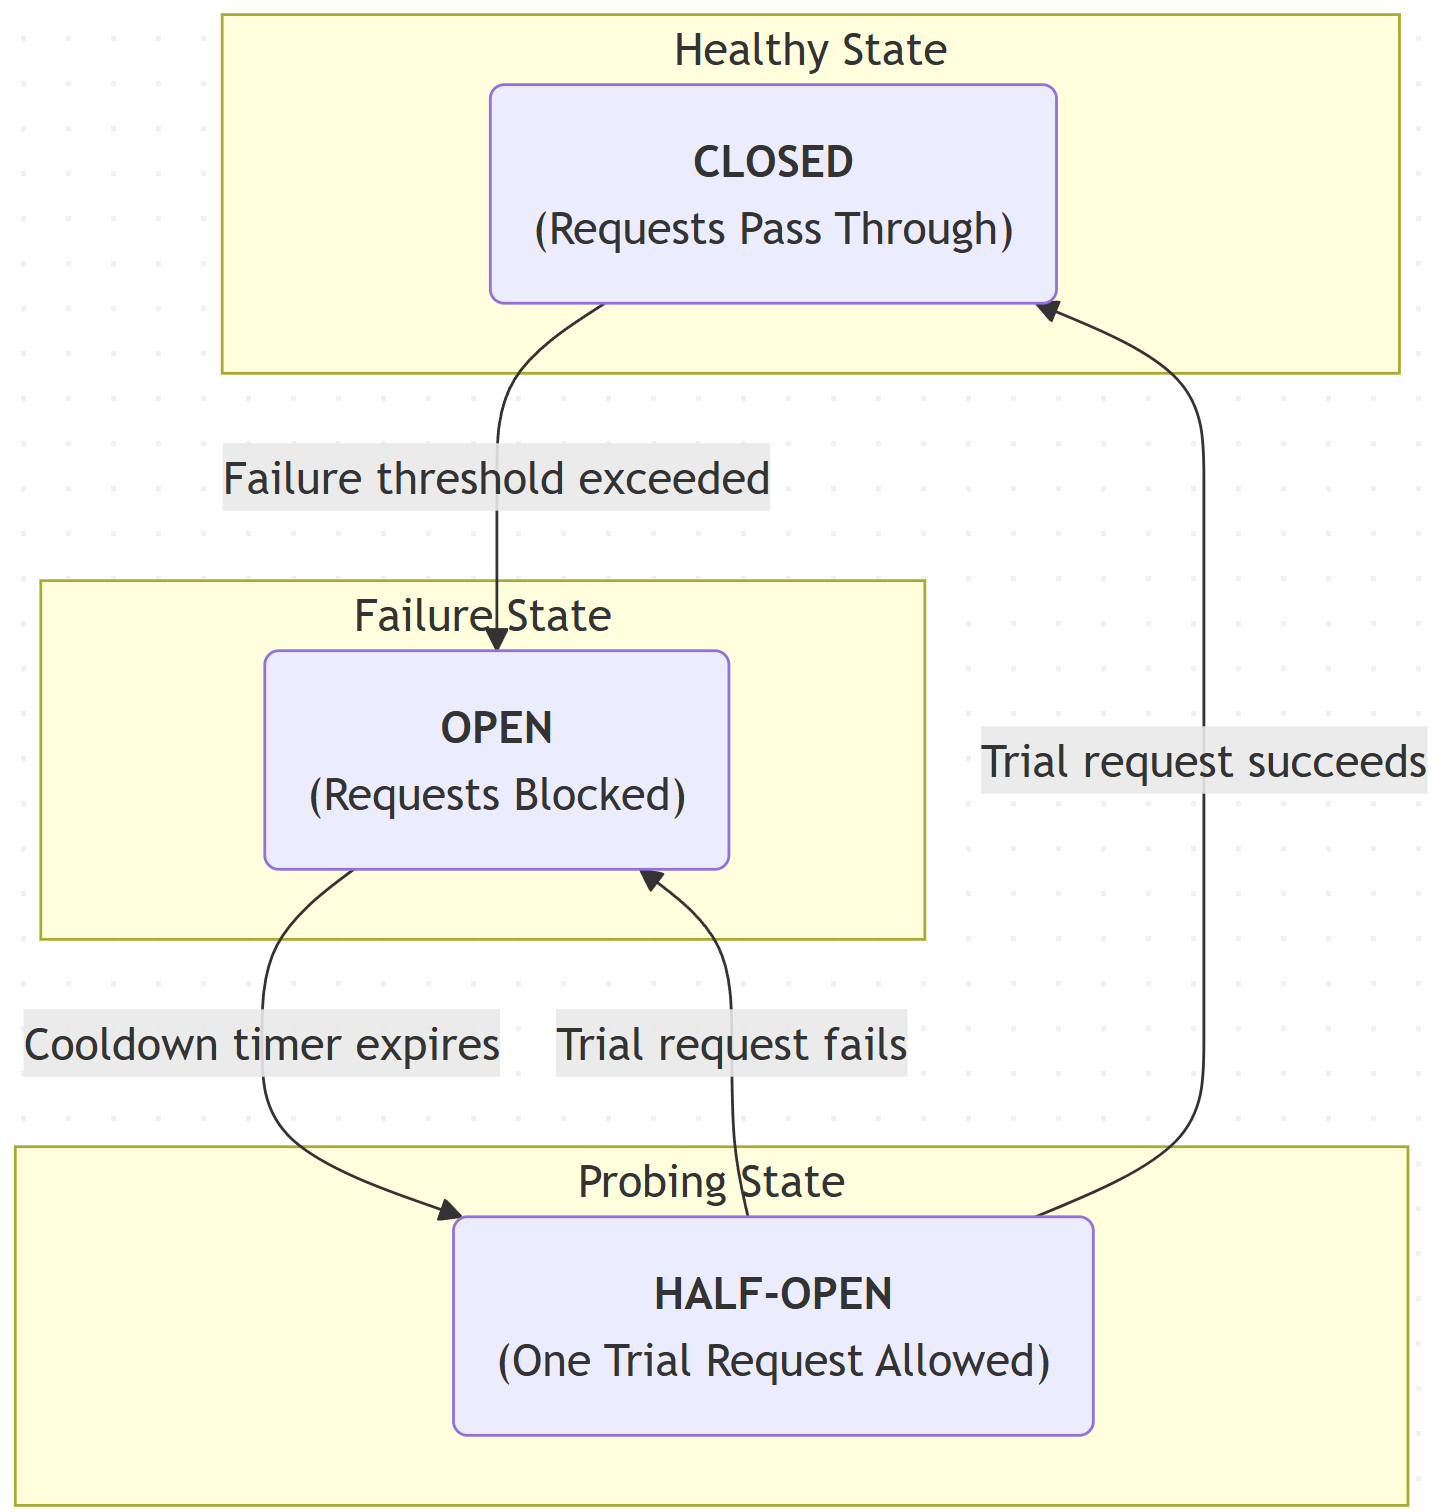 Healthy State
CLOSED
(Requests Pass Through)
Failure threshold exceeded
Failure State
OPEN
(Requests Blocked)
Trial request succeeds
Cooldown timer expires
Trial request fails
Probing State
HALF-OPEN
(One Trial Request Allowed)